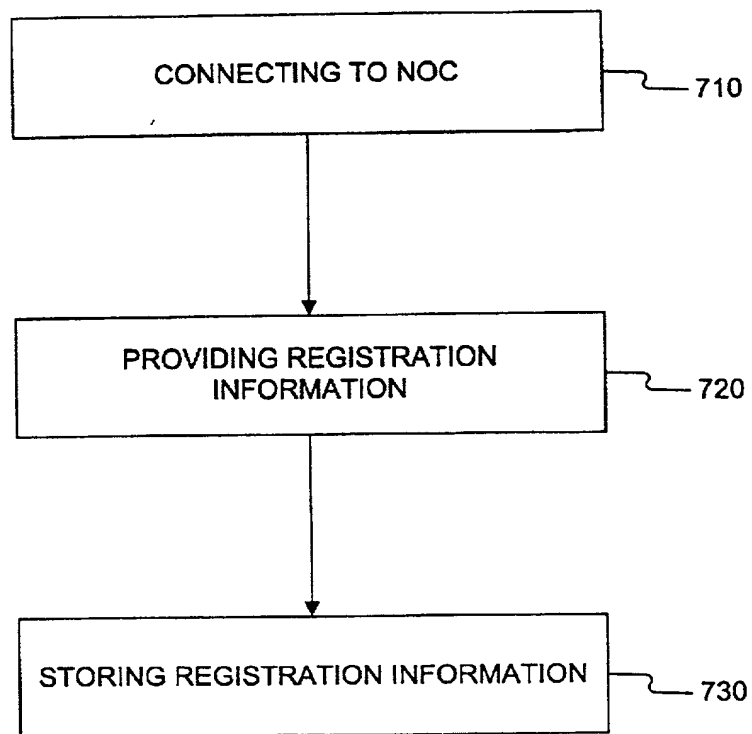 CONNECTING TO NOC
710
PROVIDING REGISTRATION
INFORMATION
720
STORING REGISTRATION INFORMATION
730